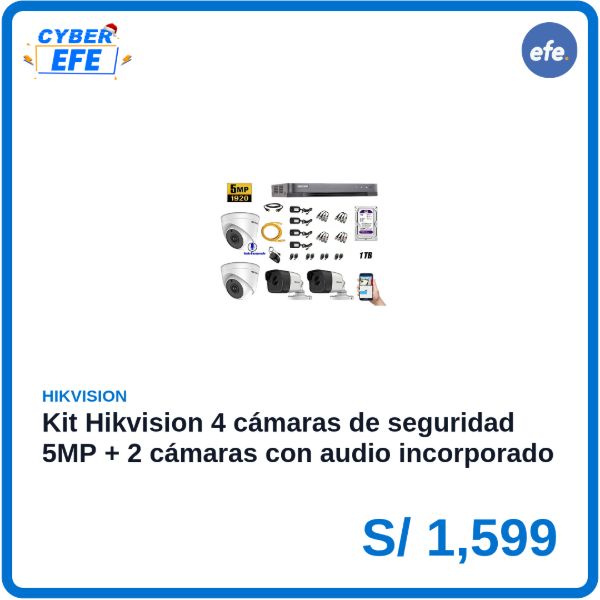 CYBER
EFE
efe.
5MP
1920
1 TB
HIKVISION
Kit Hikvision 4 cámaras de seguridad
5MP + 2 cámaras con audio incorporado
S/ 1,599